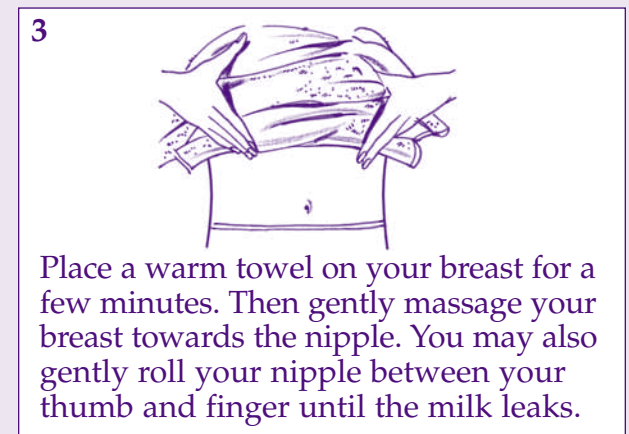 3
Place a warm towel on your breast for a
few minutes. Then gently massage your
breast towards the nipple. You may also
gently roll your nipple between your
thumb and finger until the milk leaks.